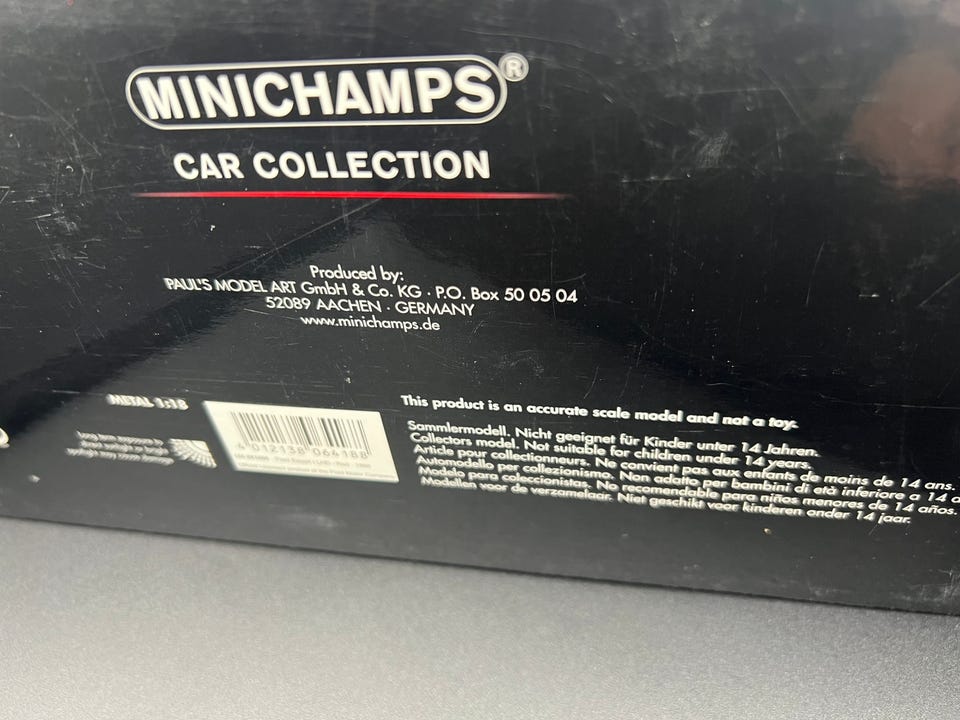 MINICHAMPS®
CAR COLLECTION
Produced by:
PAUL'S MODEL ART GmbH & Co. KG · P.O. Box 50 05 04
52089 AACHEN · GERMANY
www.minichamps.de
METAL 1:18
4 012138 064188
This product is an accurate scale model and not a toy.
Sammlermodell. Nicht geeignet für Kinder unter 14 Jahren.
Collectors model. Not suitable for children under 14 years.
Article pour collectionneurs. Ne convient pas aux enfants de moins de 14 ans.
Automodello per collezionismo. Non adatto per bambini di età inferiore a 14 a
Modelo para coleccionistas. No recomendable para niños menores de 14 años.
Modellen voor de verzamelaar. Niet geschikt voor kinderen onder 14 jaar.